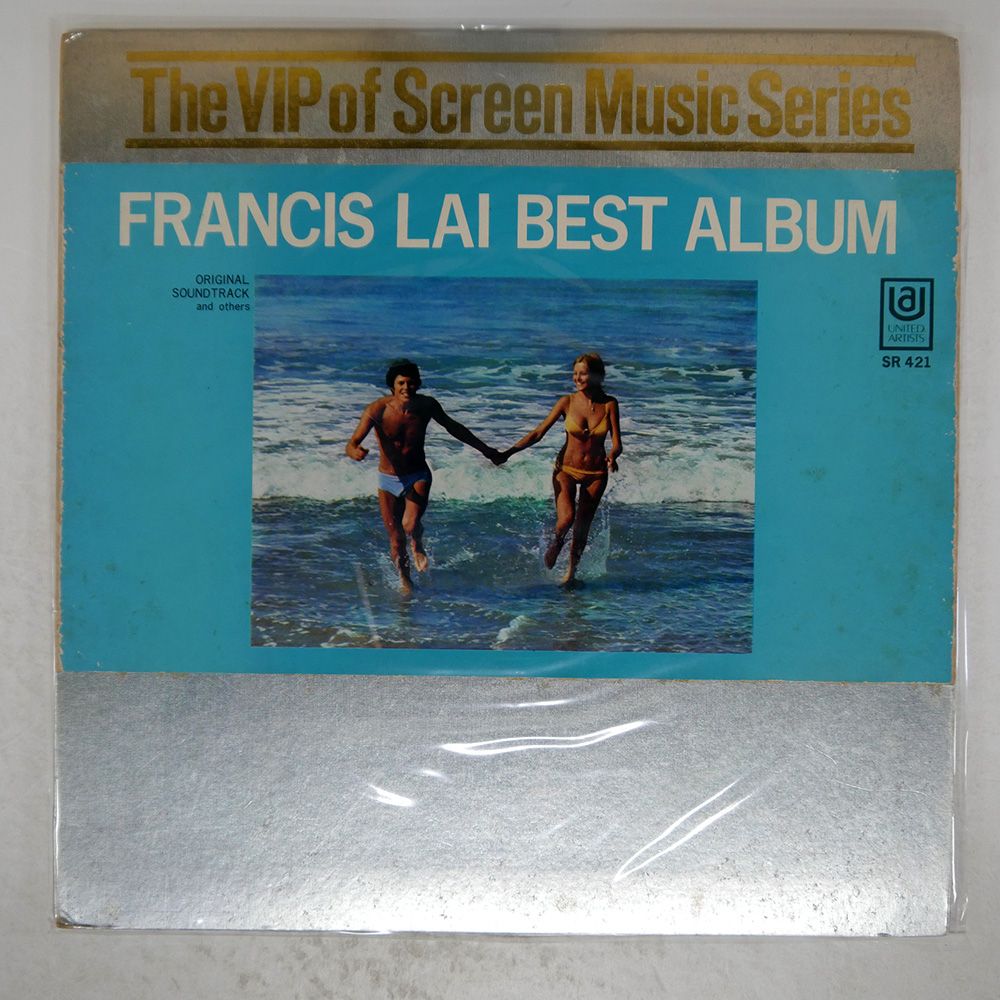 The VIP of Screen Music Series
FRANCIS LAI BEST ALBUM
ORIGINAL
SOUNDTRACK
and others
UA
UNITED
ARTISTS
SR 421